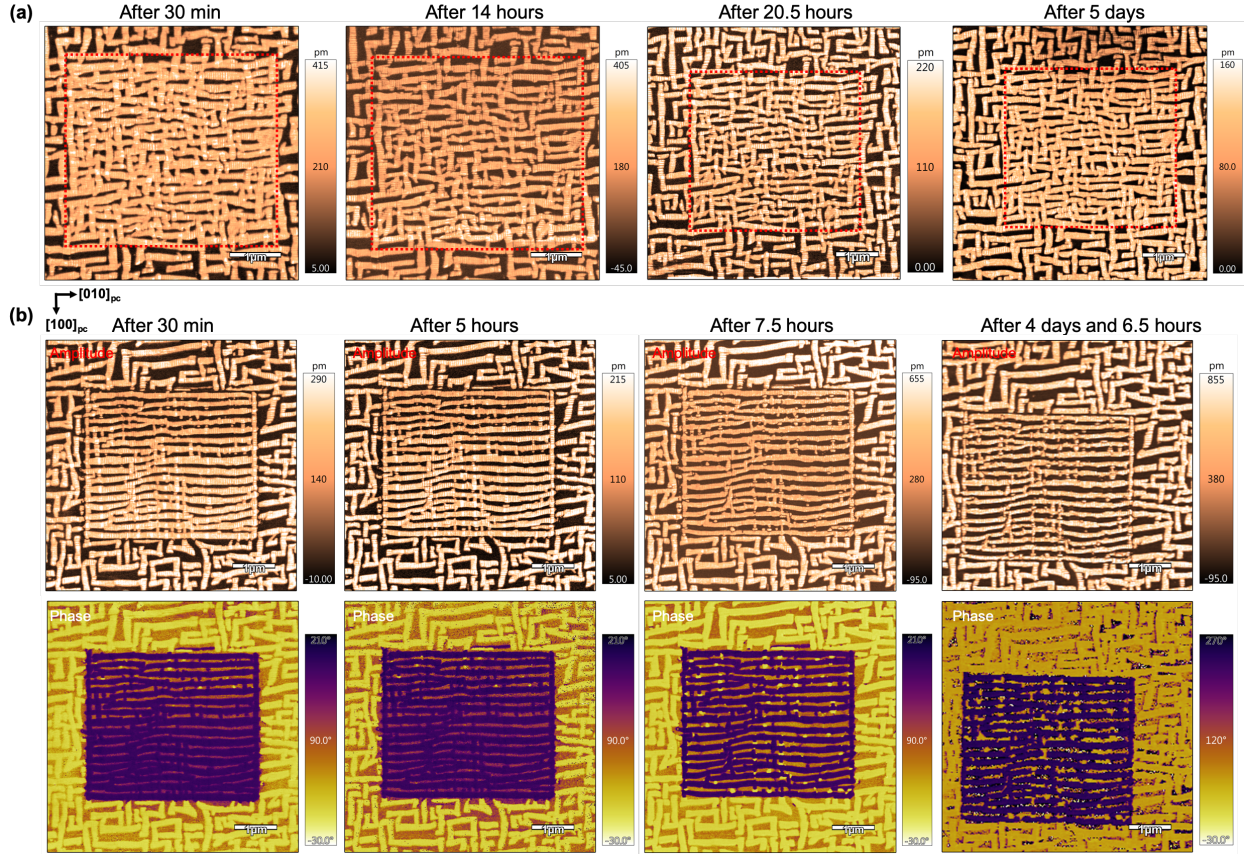 (a)
After 30 min
After 14 hours
After 20.5 hours
After 5 days
pm
415
210
5.00
1μm
pm
405
180
-45.0
1μm
pm
220
110
0.00
1μm
pm
160
80.0
0.00
1μm
[010]pc
[100]pc
(b)
After 30 min
After 5 hours
After 7.5 hours
After 4 days and 6.5 hours
Amplitude
pm
290
140
-10.00
1μm
Amplitude
pm
215
110
5.00
1μm
Amplitude
pm
655
280
-95.0
1μm
Amplitude
pm
855
380
-95.0
1μm
Phase
210°
90.0°
-30.0°
1μm
Phase
210°
90.0°
-30.0°
1μm
Phase
210°
90.0°
-30.0°
1μm
Phase
270°
120°
-30.0°
1μm